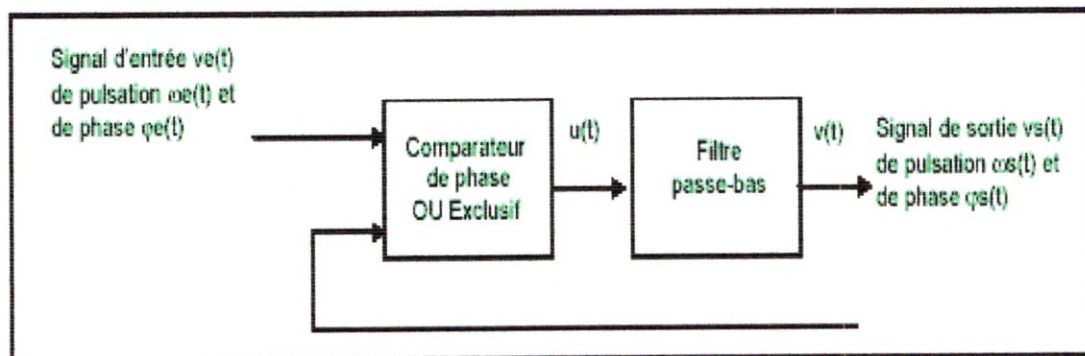 Signal d'entrée ve(t)
de pulsation ωe(t) et
de phase φe(t)
Comparateur
de phase
OU Exclusif
u(t)
Filtre
passe-bas
v(t)
Signal de sortie vs(t)
de pulsation ωs(t) et
de phase φs(t)